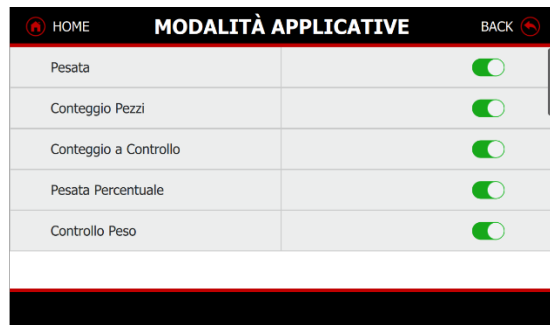 HOME MODALITÀ APPLICATIVE BACK
Pesata
Conteggio Pezzi
Conteggio a Controllo
Pesata Percentuale
Controllo Peso